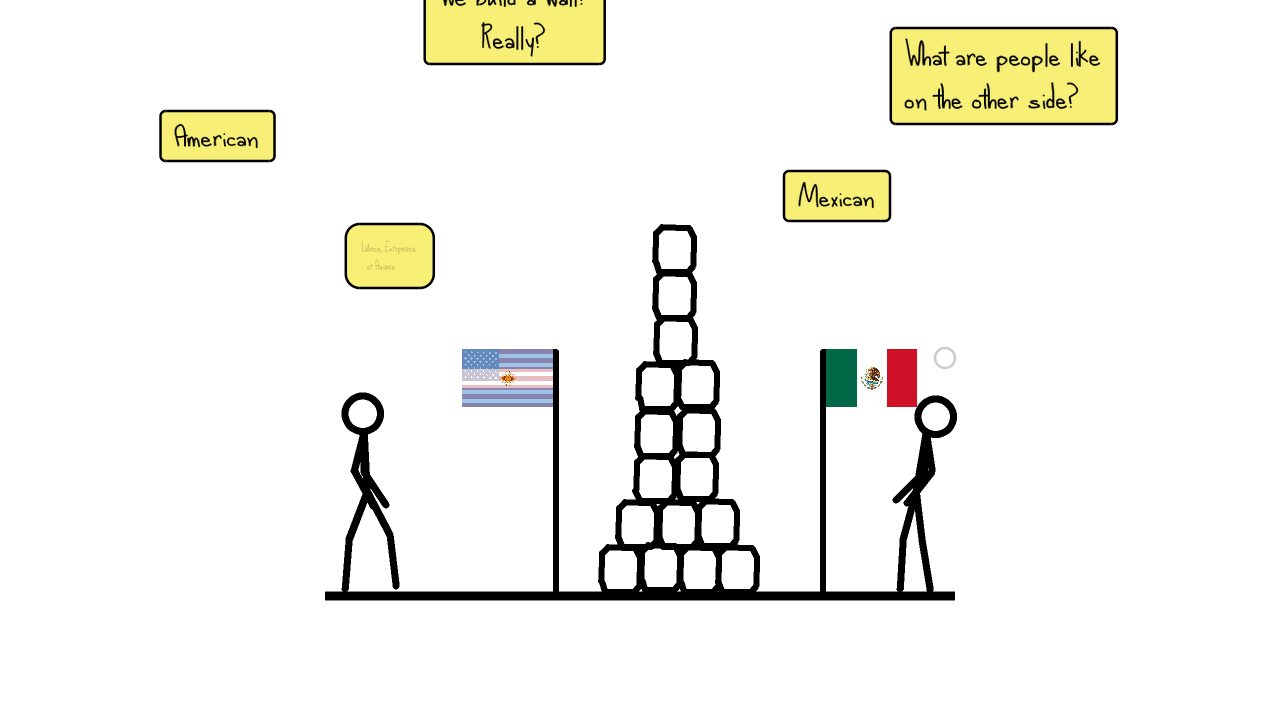 we build a wall?
Really?
What are people like
on the other side?
American
Mexican
Latinos, Europeans
or Asians